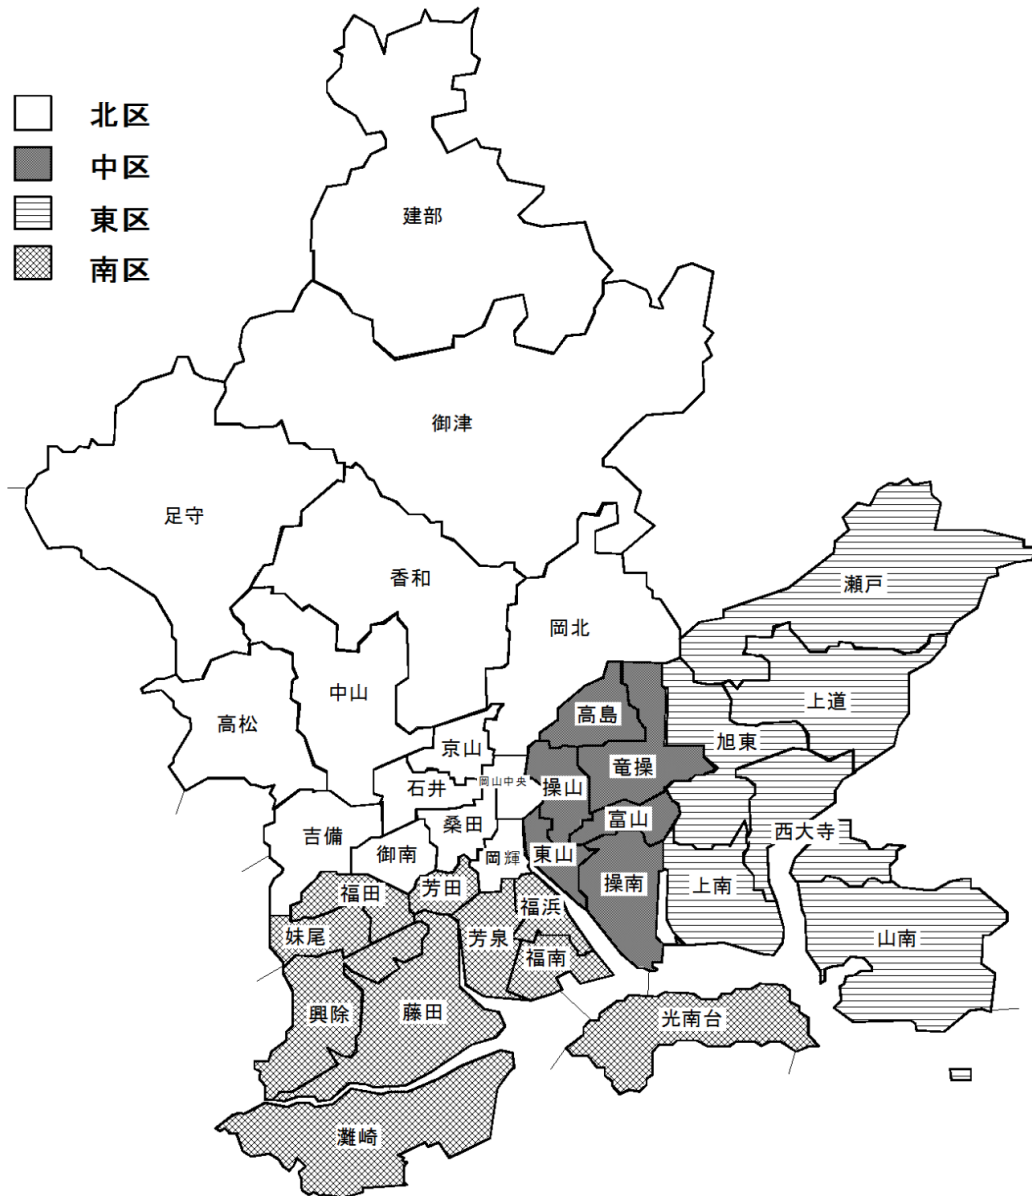 北区
中区
東区
南区
建部
御津
足守
香和
瀬戸
岡北
中山
上道
高島
高松
旭東
京山
竜操
岡山中央
石井
操山
富山
桑田
西大寺
吉備
御南
岡輝
東山
操南
上南
芳田
福田
福浜
妹尾
芳泉
山南
福南
興除
藤田
光南台
灘崎